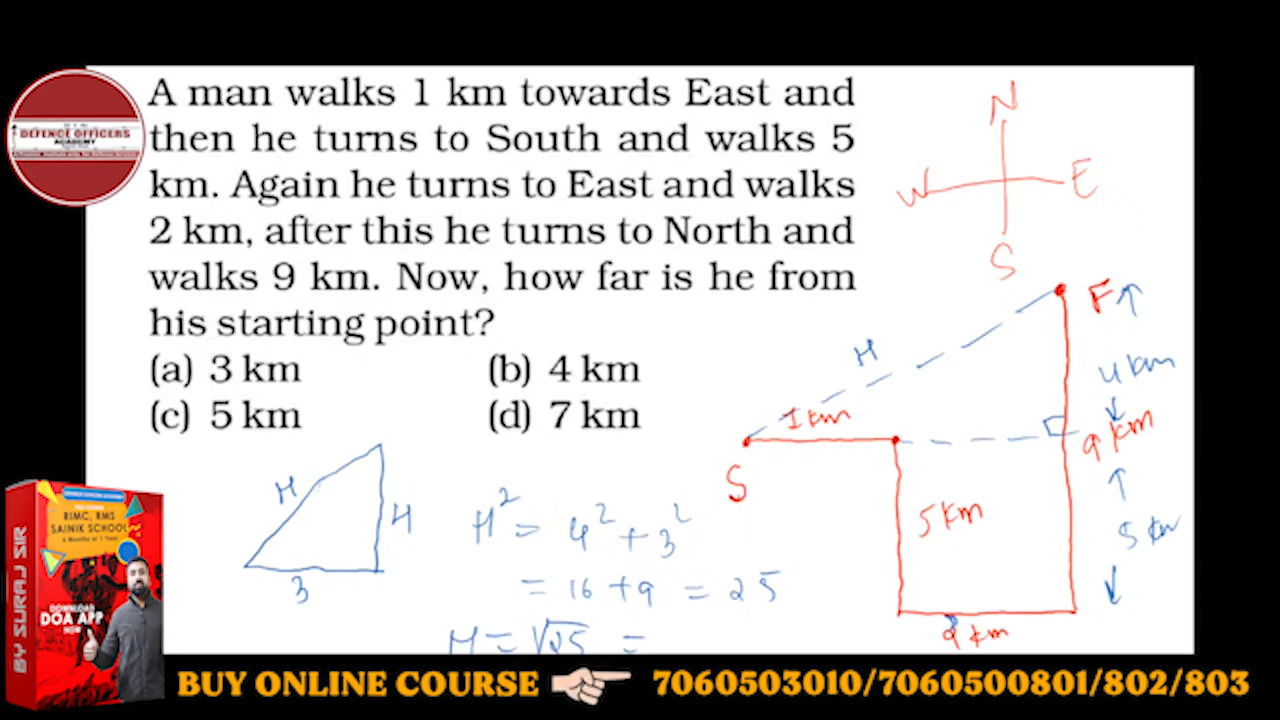 A man walks 1 km towards East and
then he turns to South and walks 5
km. Again he turns to East and walks
2 km, after this he turns to North and
walks 9 km. Now, how far is he from
his starting point?
(a) 3 km (b) 4 km
(c) 5 km (d) 7 km
DEFENCE OFFICERS
ACADEMY
N
W E
S
F
H
4 km
1 km
9 km
S
5 km
5 km
km
H
4
3
H² = 4² + 3²
= 16 + 9 = 25
H = √25 =
DEFENCE OFFICERS ACADEMY
RIMC, RMS
SAINIK SCHOOL
DOWNLOAD
DOA APP
NOW
BY SURAJ SIR
BUY ONLINE COURSE 7060503010/7060500801/802/803